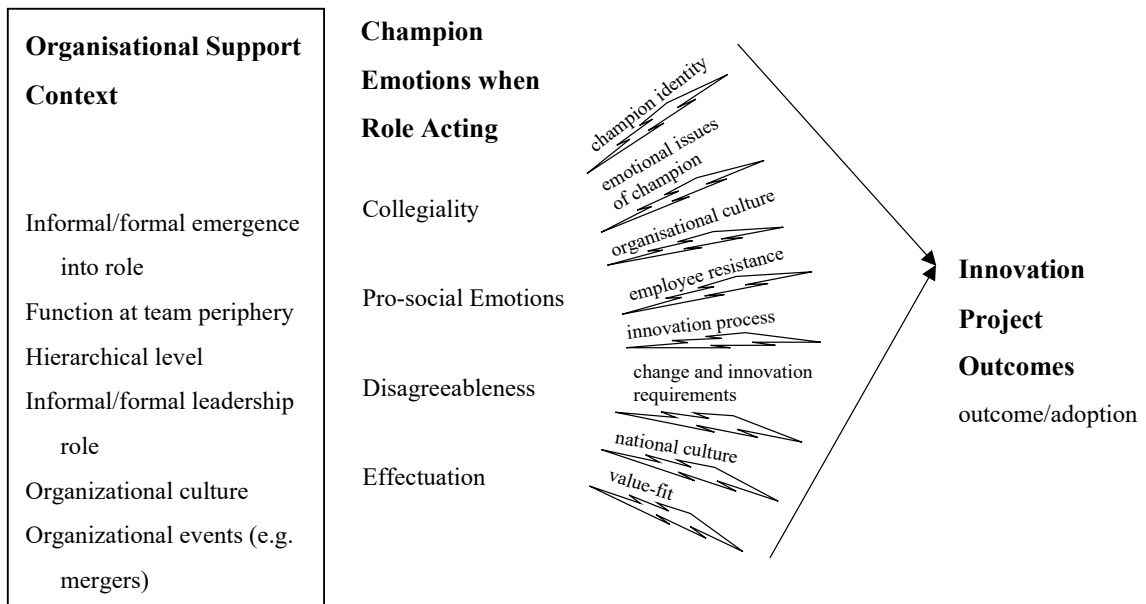 Organisational Support
Context
Informal/formal emergence
into role
Function at team periphery
Hierarchical level
Informal/formal leadership
role
Organizational culture
Organizational events (e.g.
mergers)
Champion
Emotions when
Role Acting
Collegiality
Pro-social Emotions
Disagreeableness
Effectuation
champion identity
emotional issues
of champion
organisational culture
employee resistance
innovation process
change and innovation
requirements
national culture
value-fit
Innovation
Project
Outcomes
outcome/adoption